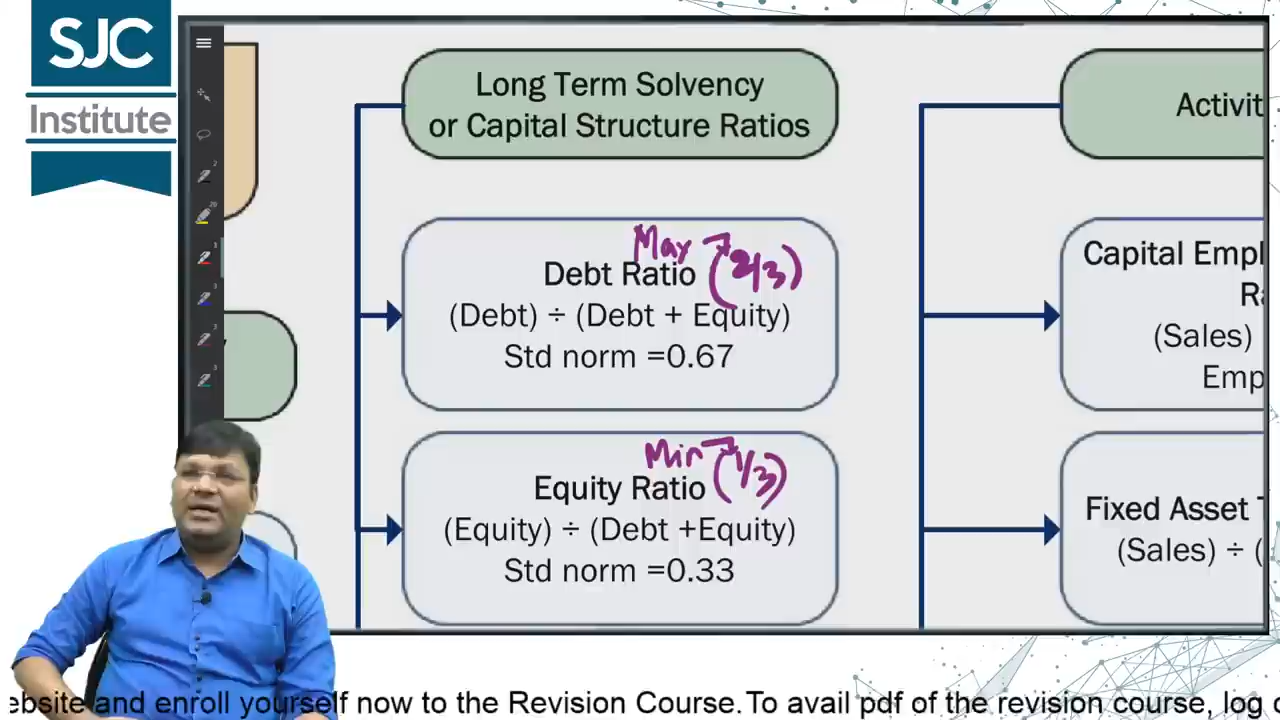 SJC
Institute
Long Term Solvency
or Capital Structure Ratios
Activit
Max (2/3)
Debt Ratio
(Debt) ÷ (Debt + Equity)
Std norm =0.67
Capital Empl
Ra
(Sales)
Emp
Min (1/3)
Equity Ratio
(Equity) ÷ (Debt +Equity)
Std norm =0.33
Fixed Asset T
(Sales) ÷ (
ebsite and enroll yourself now to the Revision Course. To avail pdf of the revision course, log o